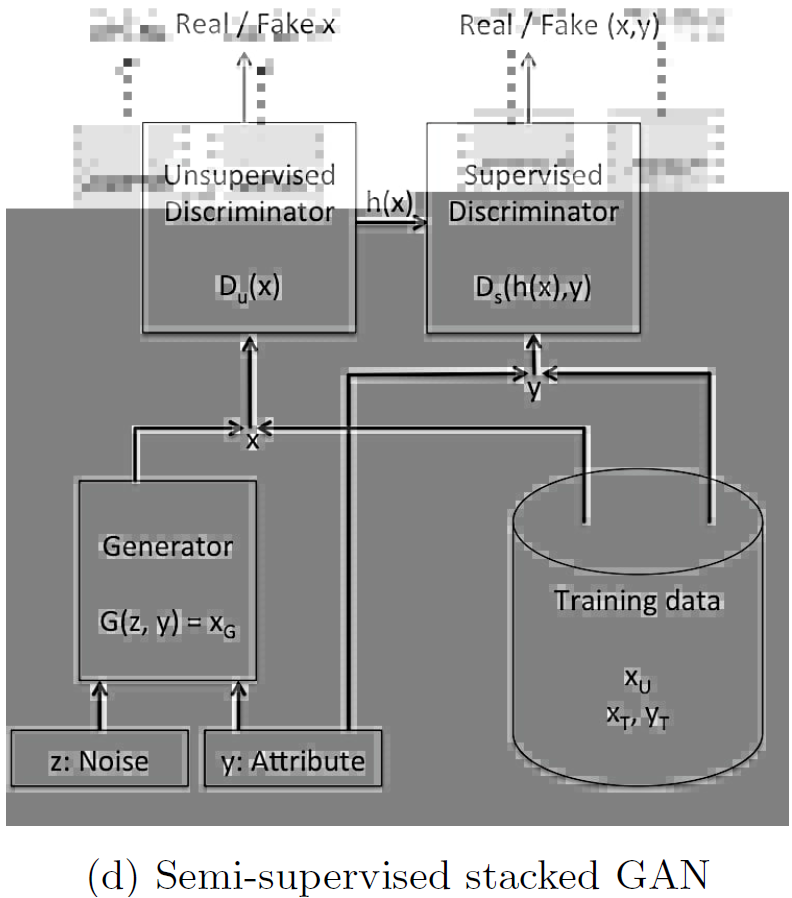 Real / Fake x
Real / Fake (x,y)
Unsupervised
Discriminator
D_u(x)
h(x)
Supervised
Discriminator
D_s(h(x),y)
y
x
Generator
G(z, y) = x_G
Training data
x_U
x_T, y_T
z: Noise
y: Attribute
(d) Semi-supervised stacked GAN